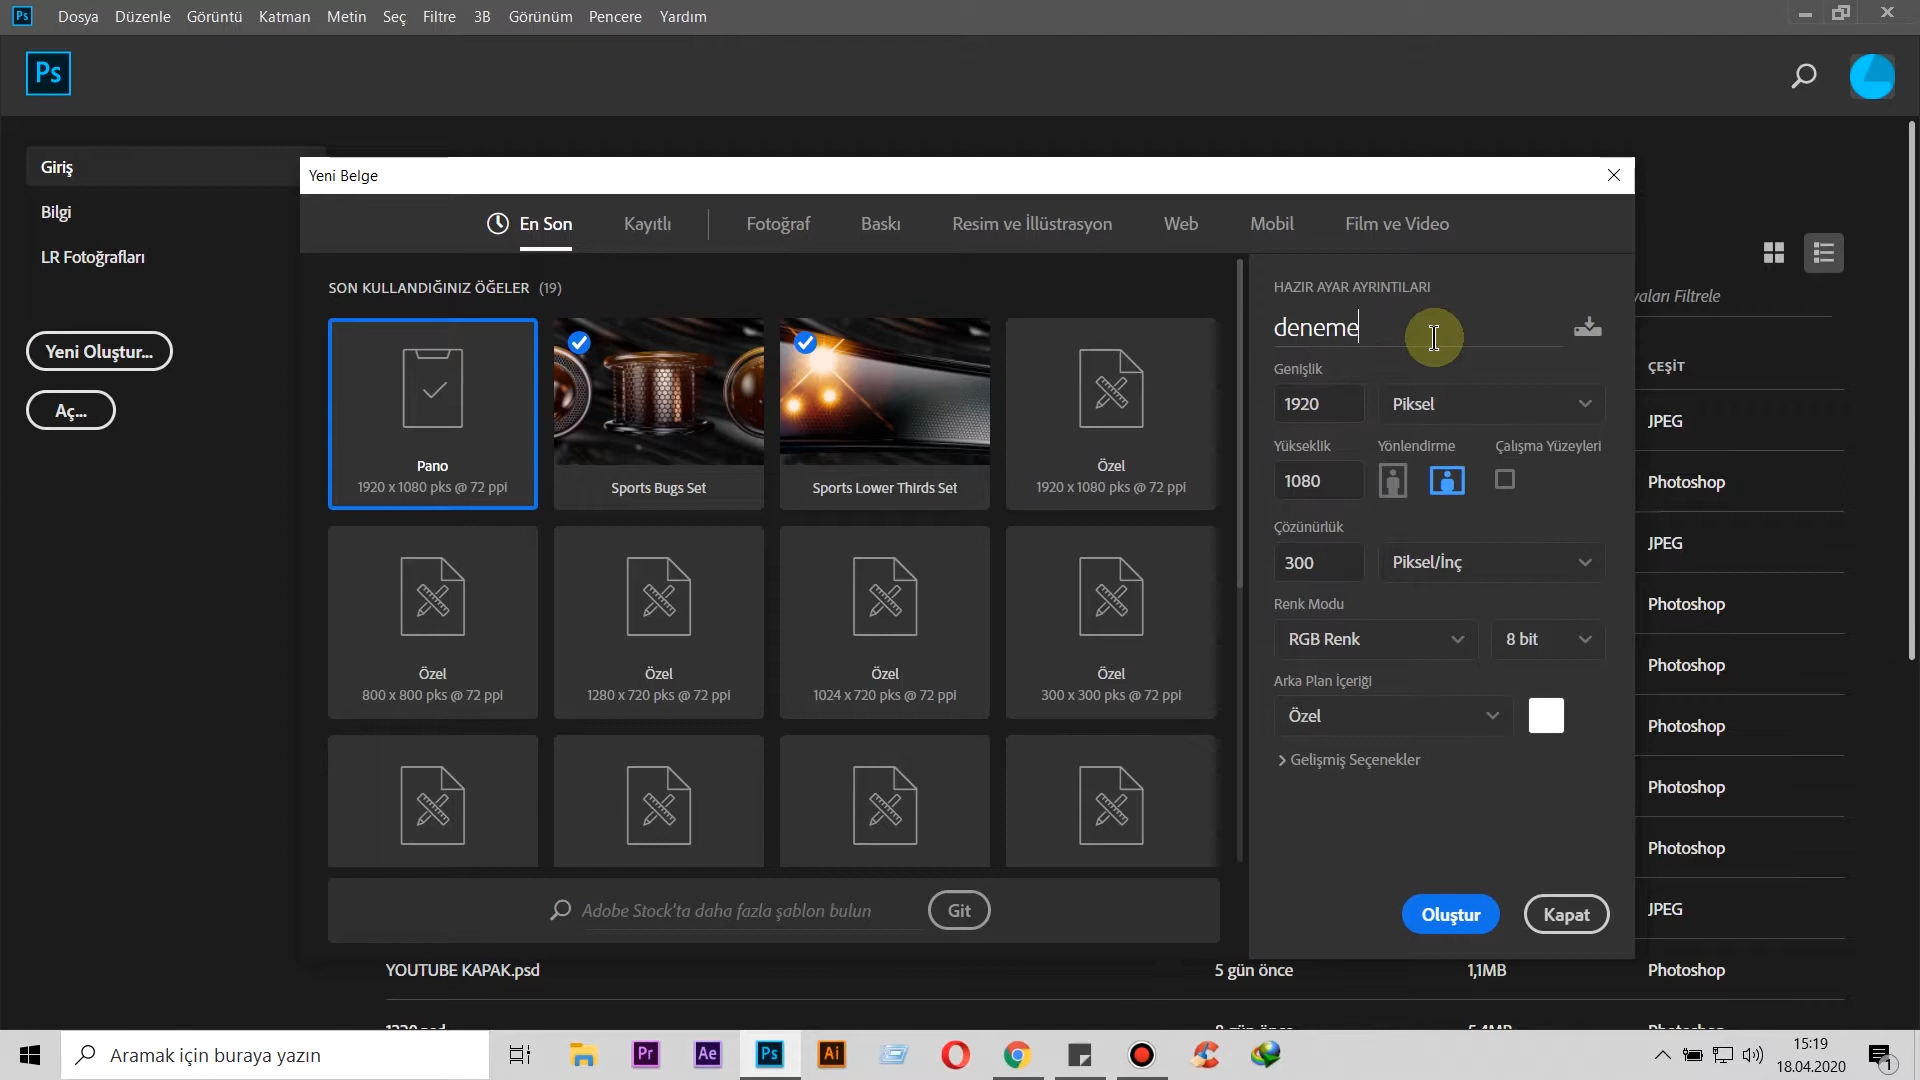 Ps Dosya Düzenle Görüntü Katman Metin Seç Filtre 3B Görünüm Pencere Yardım
Ps
Giriş
Bilgi
LR Fotoğrafları
Yeni Oluştur...
Aç...
Yeni Belge
En Son Kayıtlı Fotoğraf Baskı Resim ve İllüstrasyon Web Mobil Film ve Video
SON KULLANDIĞINIZ ÖĞELER (19)
Pano
1920 x 1080 pks @ 72 ppi
Sports Bugs Set
Sports Lower Thirds Set
Özel
1920 x 1080 pks @ 72 ppi
Özel
800 x 800 pks @ 72 ppi
Özel
1280 x 720 pks @ 72 ppi
Özel
1024 x 720 pks @ 72 ppi
Özel
300 x 300 pks @ 72 ppi
Adobe Stock'ta daha fazla şablon bulun Git
HAZIR AYAR AYRINTILARI
deneme
Genişlik
1920 Piksel
Yükseklik Yönlendirme Çalışma Yüzeyleri
1080
Çözünürlük
300 Piksel/İnç
Renk Modu
RGB Renk 8 bit
Arka Plan İçeriği
Özel
Gelişmiş Seçenekler
Oluştur Kapat
Filtrele
ÇEŞİT
JPEG
Photoshop
JPEG
Photoshop
Photoshop
Photoshop
Photoshop
Photoshop
JPEG
YOUTUBE KAPAK.psd 5 gün önce 1,1MB Photoshop
Aramak için buraya yazın
Pr Ae Ps Ai
15:19
18.04.2020
1